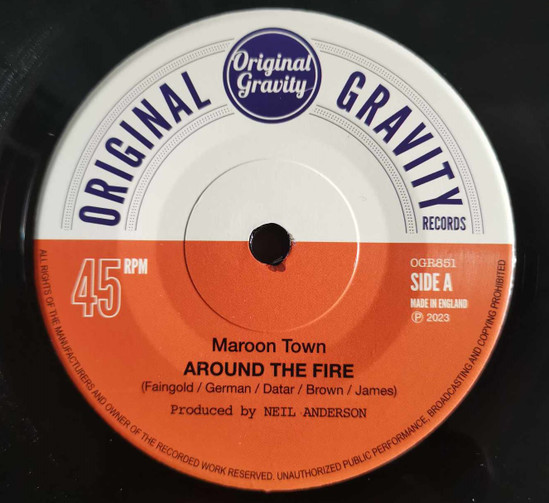 Original
Gravity
ORIGINAL GRAVITY
RECORDS
45 RPM
OGRS51
SIDE A
MADE IN ENGLAND
Ⓟ 2023
Maroon Town
AROUND THE FIRE
(Faingold / German / Datar / Brown / James)
Produced by NEIL ANDERSON
ALL RIGHTS OF THE MANUFACTURERS AND OWNER OF THE RECORDED WORK RESERVED. UNAUTHORIZED PUBLIC PERFORMANCE, BROADCASTING AND COPYING PROHIBITED